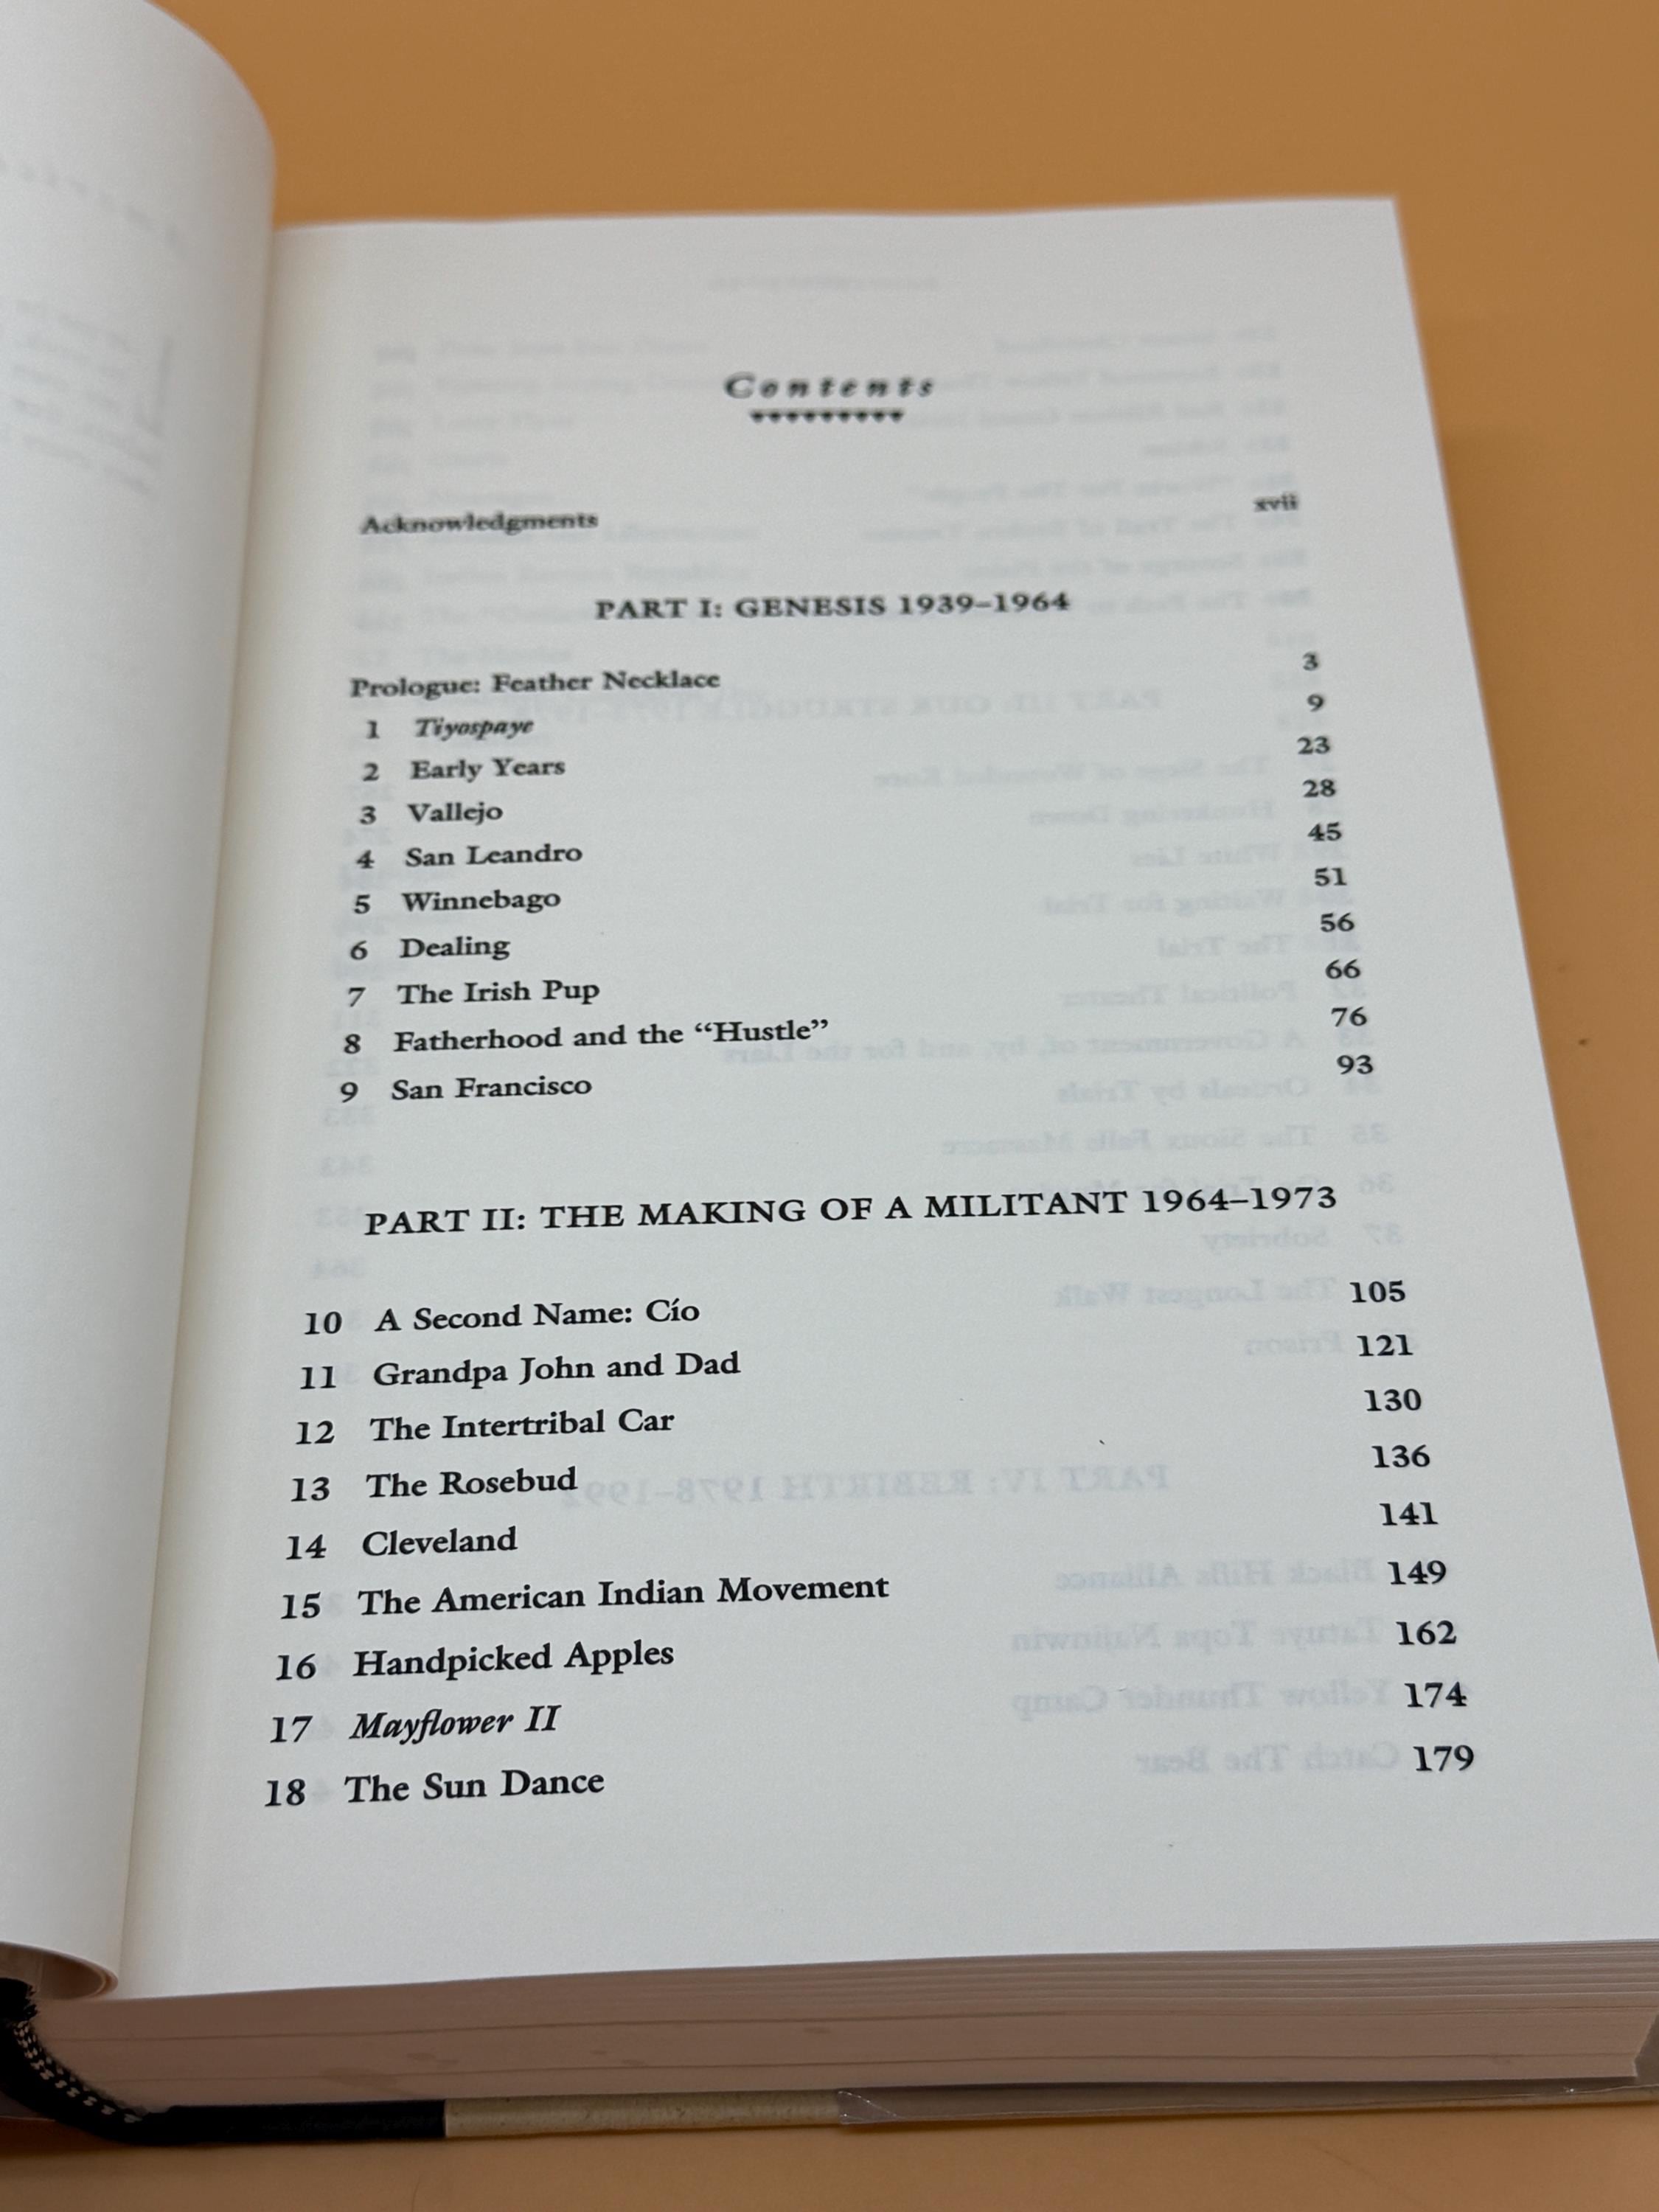 Contents
Acknowledgments xvii
PART I: GENESIS 1939–1964
Prologue: Feather Necklace 3
1 Tiyospaye 9
2 Early Years 23
3 Vallejo 28
4 San Leandro 45
5 Winnebago 51
6 Dealing 56
7 The Irish Pup 66
8 Fatherhood and the “Hustle” 76
9 San Francisco 93
PART II: THE MAKING OF A MILITANT 1964–1973
10 A Second Name: Cío 105
11 Grandpa John and Dad 121
12 The Intertribal Car 130
13 The Rosebud 136
14 Cleveland 141
15 The American Indian Movement 149
16 Handpicked Apples 162
17 Mayflower II 174
18 The Sun Dance 179